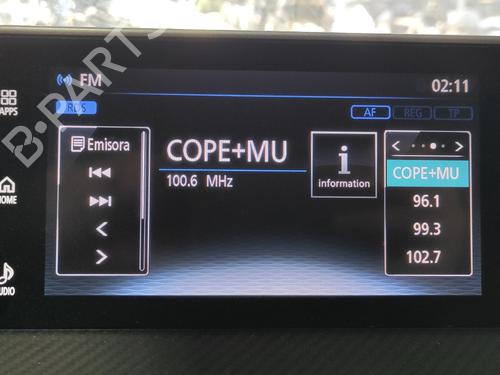 FM
02:11
RDS
AF REG TP
APPS
Emisora
COPE+MU
100.6 MHz
i
information
COPE+MU
96.1
99.3
102.7
HOME
B-PARTS